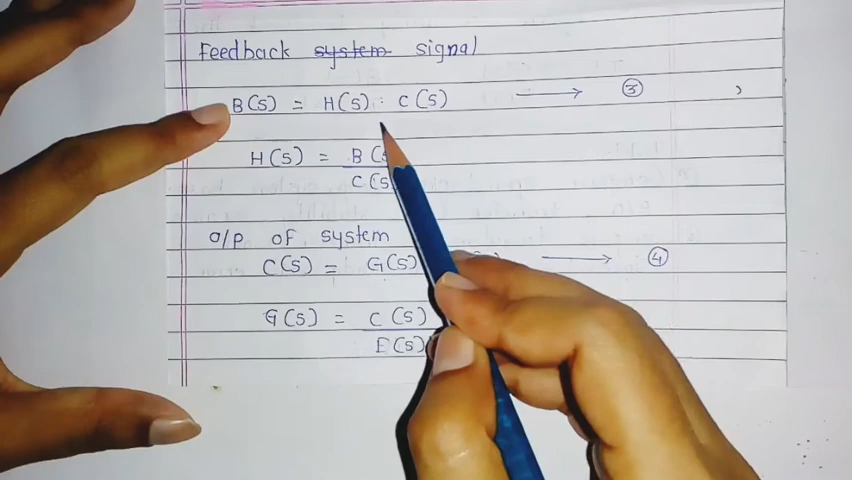 Feedback system signal
B(S) = H(S) · C(S) → ③ ,
H(S) = B(S
C(S
O/P OF System
C(S) = G(S) → ④
G(S) = C(S)
E(S)